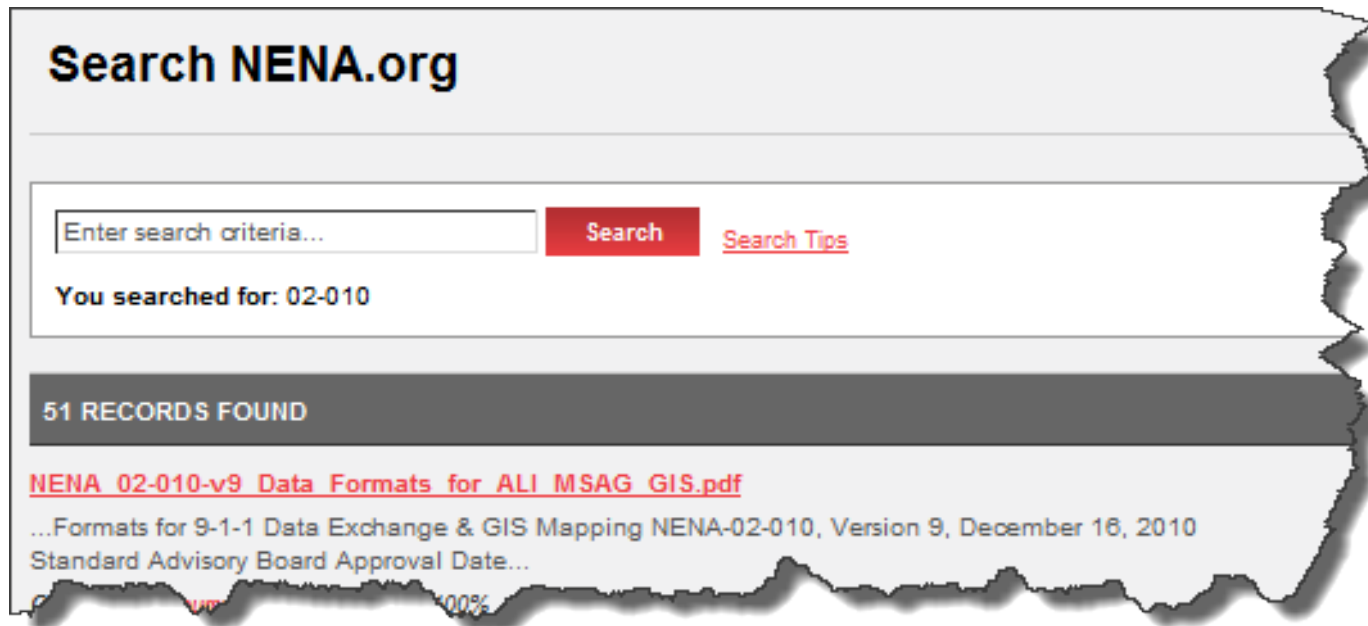 Search NENA.org
Enter search criteria...
Search
Search Tips
You searched for: 02-010
51 RECORDS FOUND
NENA_02-010-v9_Data_Formats_for_ALI_MSAG_GIS.pdf
...Formats for 9-1-1 Data Exchange & GIS Mapping NENA-02-010, Version 9, December 16, 2010
Standard Advisory Board Approval Date...
100%